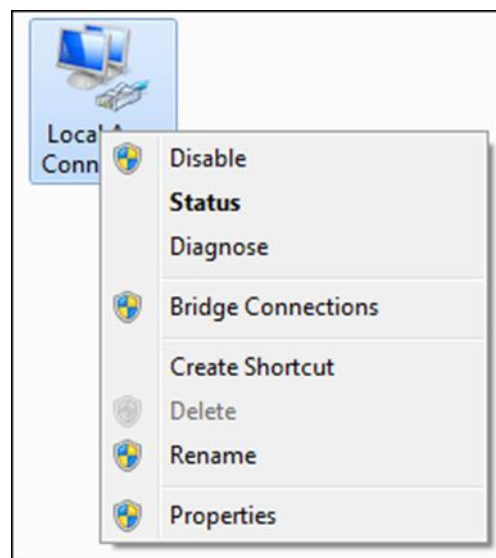 Local
Conn
Disable
Status
Diagnose
Bridge Connections
Create Shortcut
Delete
Rename
Properties